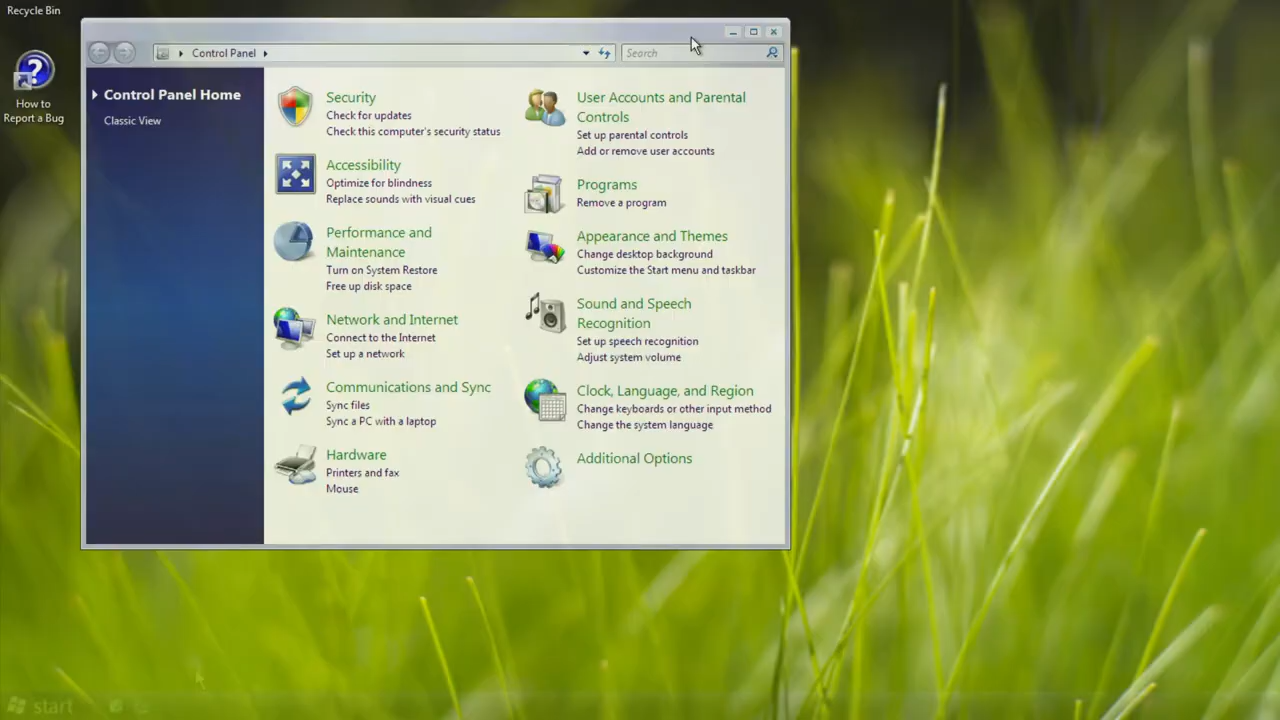 Recycle Bin
How to
Report a Bug
Control Panel
Search
Control Panel Home
Classic View
Security
Check for updates
Check this computer's security status
Accessibility
Optimize for blindness
Replace sounds with visual cues
Performance and
Maintenance
Turn on System Restore
Free up disk space
Network and Internet
Connect to the Internet
Set up a network
Communications and Sync
Sync files
Sync a PC with a laptop
Hardware
Printers and fax
Mouse
User Accounts and Parental
Controls
Set up parental controls
Add or remove user accounts
Programs
Remove a program
Appearance and Themes
Change desktop background
Customize the Start menu and taskbar
Sound and Speech
Recognition
Set up speech recognition
Adjust system volume
Clock, Language, and Region
Change keyboards or other input method
Change the system language
Additional Options
start